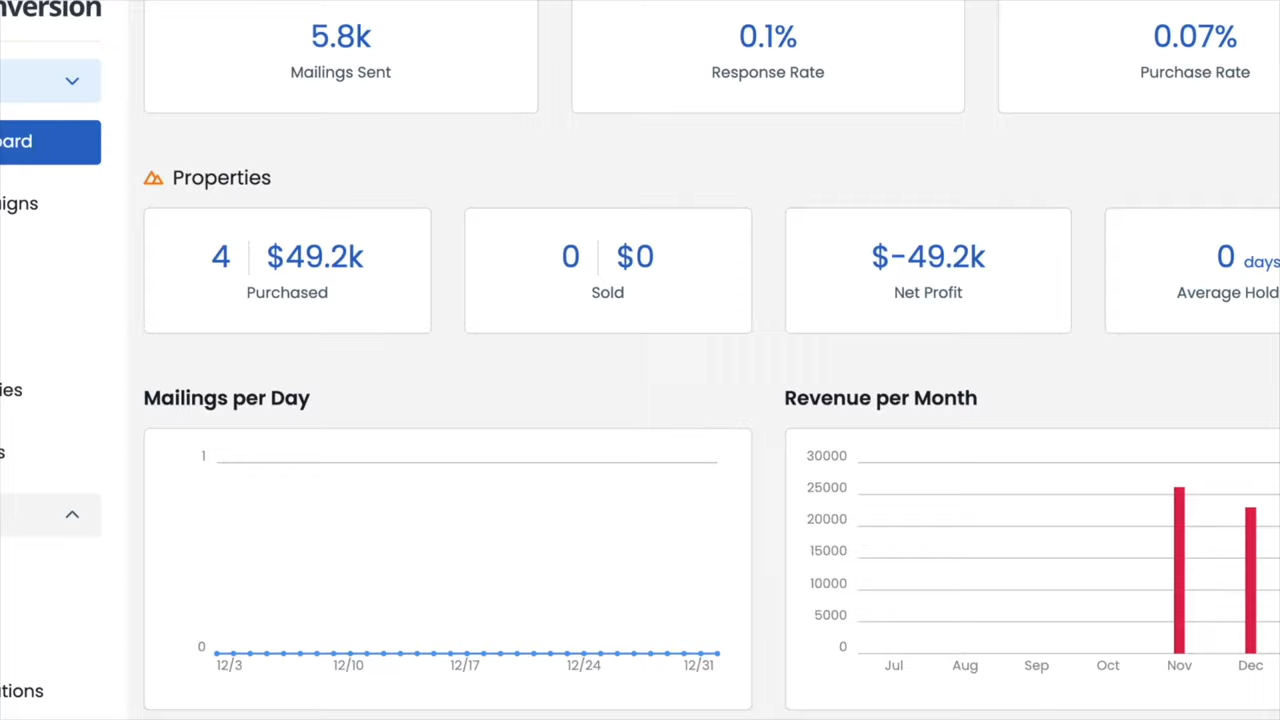 nversion
5.8k
Mailings Sent
0.1%
Response Rate
0.07%
Purchase Rate
oard
igns
ies
s
tions
Properties
4 $49.2k
Purchased
0 $0
Sold
$-49.2k
Net Profit
0 days
Average Hold
Mailings per Day
1
0
12/3 12/10 12/17 12/24 12/31
Revenue per Month
30000
25000
20000
15000
10000
5000
0
Jul Aug Sep Oct Nov Dec